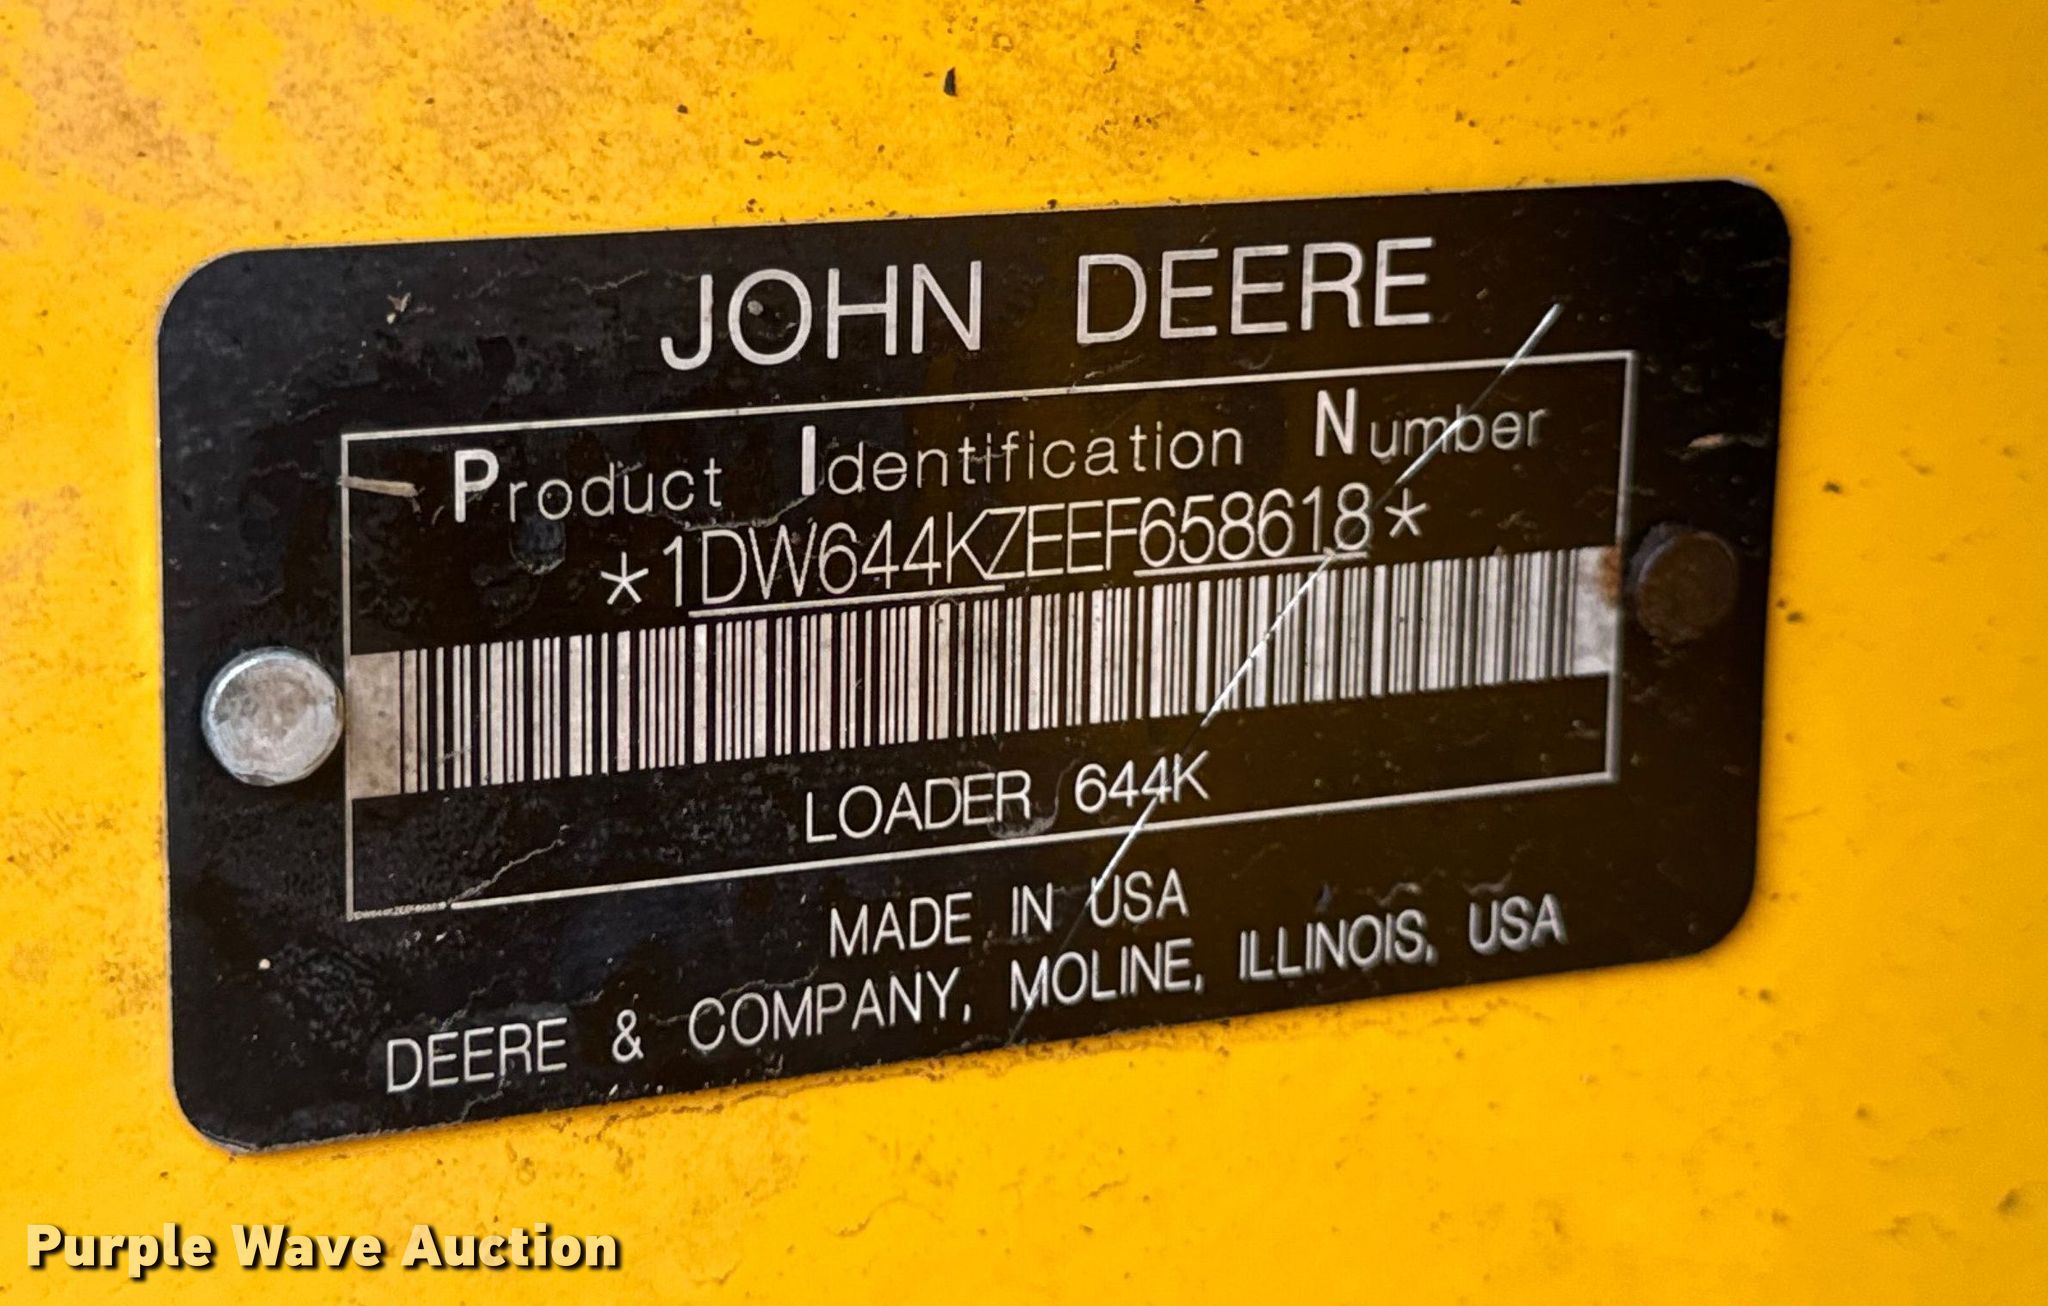 JOHN DEERE
Product Identification Number
*1DW644KZEEF658618*
LOADER 644K
MADE IN USA
DEERE & COMPANY, MOLINE, ILLINOIS, USA
Purple Wave Auction